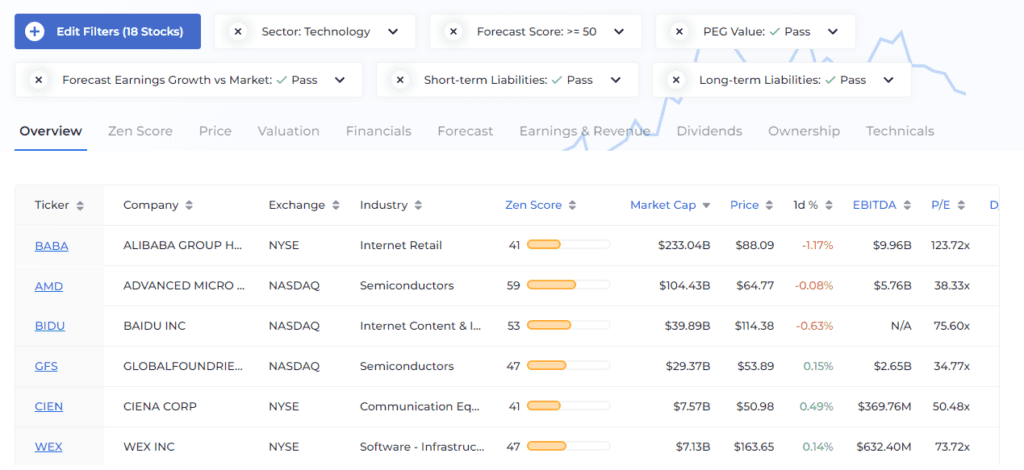 Edit Filters (18 Stocks) Sector: Technology Forecast Score: >= 50 PEG Value: ✓ Pass
Forecast Earnings Growth vs Market: ✓ Pass Short-term Liabilities: ✓ Pass Long-term Liabilities: ✓ Pass
Overview Zen Score Price Valuation Financials Forecast Earnings & Revenue Dividends Ownership Technicals
Ticker Company Exchange Industry Zen Score Market Cap Price 1d % EBITDA P/E D
BABA ALIBABA GROUP H... NYSE Internet Retail 41 $233.04B $88.09 -1.17% $9.96B 123.72x
AMD ADVANCED MICRO ... NASDAQ Semiconductors 59 $104.43B $64.77 -0.08% $5.76B 38.33x
BIDU BAIDU INC NASDAQ Internet Content & I... 53 $39.89B $114.38 -0.63% N/A 75.60x
GFS GLOBALFOUNDRIE... NASDAQ Semiconductors 47 $29.37B $53.89 0.15% $2.65B 34.77x
CIEN CIENA CORP NYSE Communication Eq... 41 $7.57B $50.98 0.49% $369.76M 50.48x
WEX WEX INC NYSE Software - Infrastruc... 47 $7.13B $163.65 0.14% $632.40M 73.72x